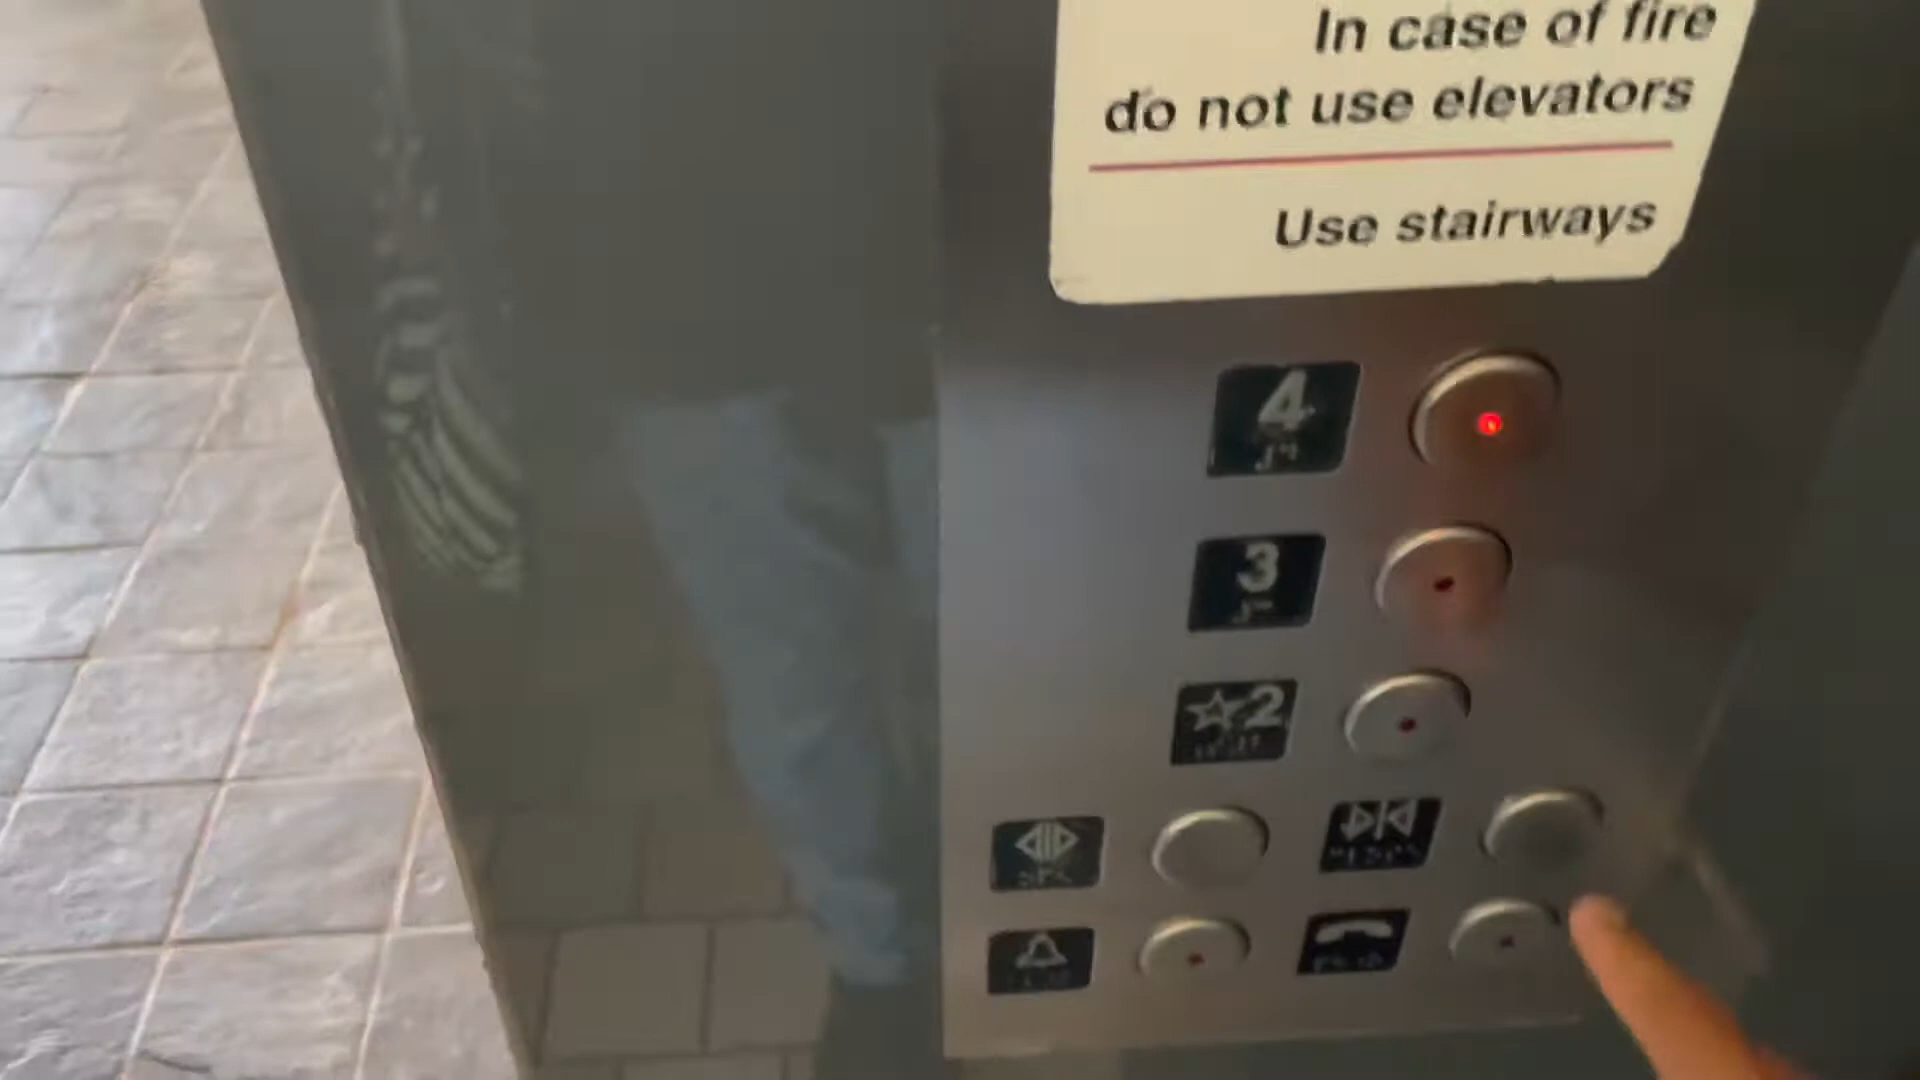 In case of fire
do not use elevators
Use stairways
4
3
☆2